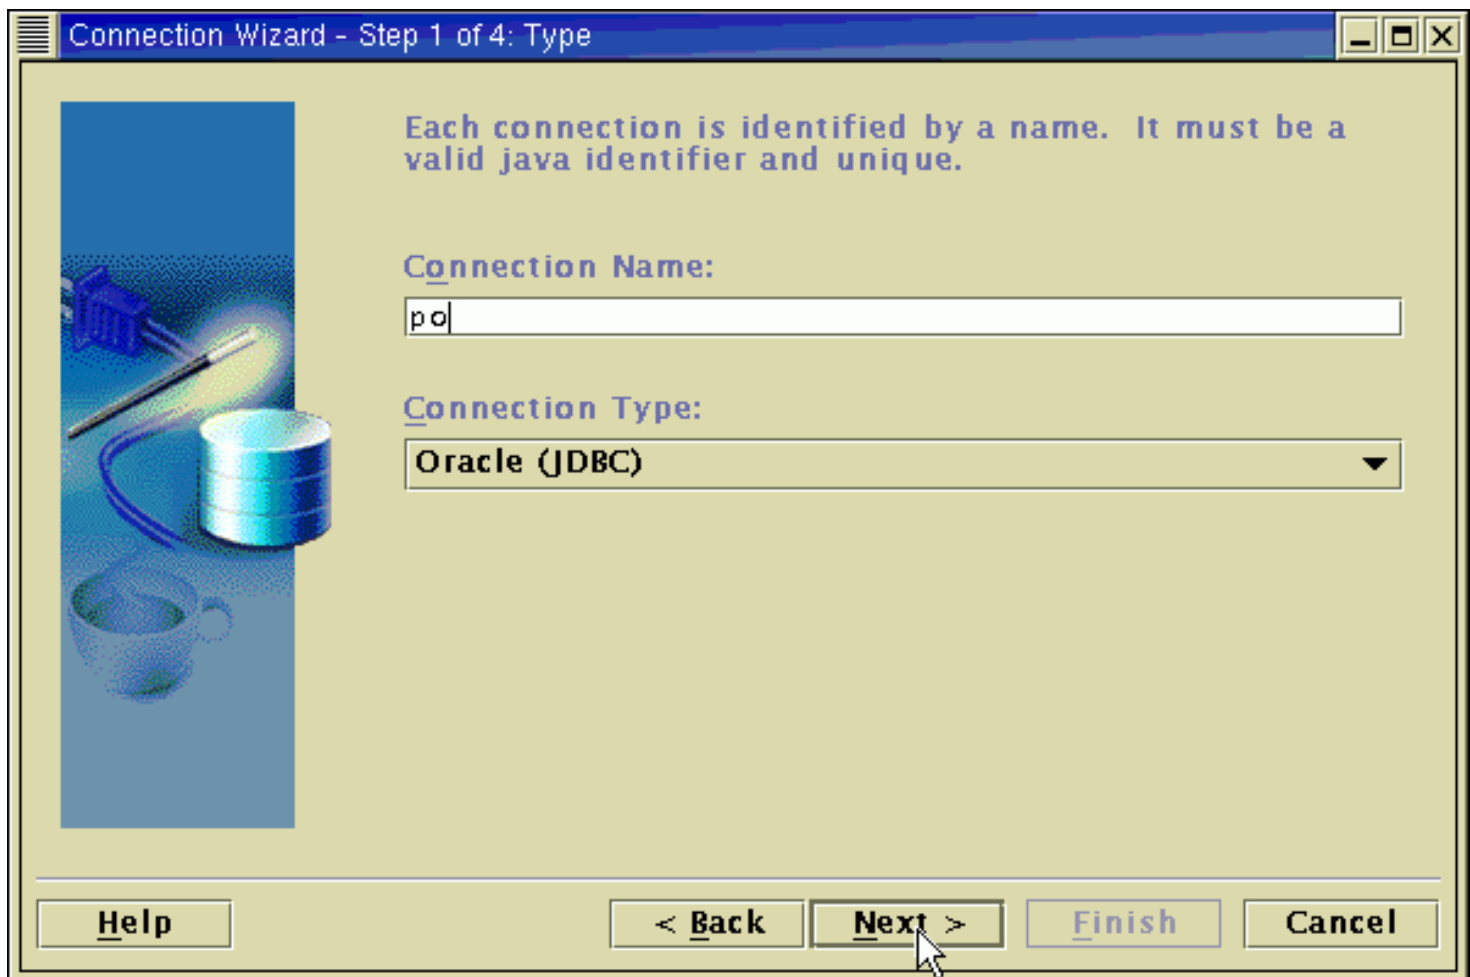 Connection Wizard - Step 1 of 4: Type
Each connection is identified by a name. It must be a
valid java identifier and unique.
Connection Name:
po
Connection Type:
Oracle (JDBC)
Help
< Back
Next >
Finish
Cancel